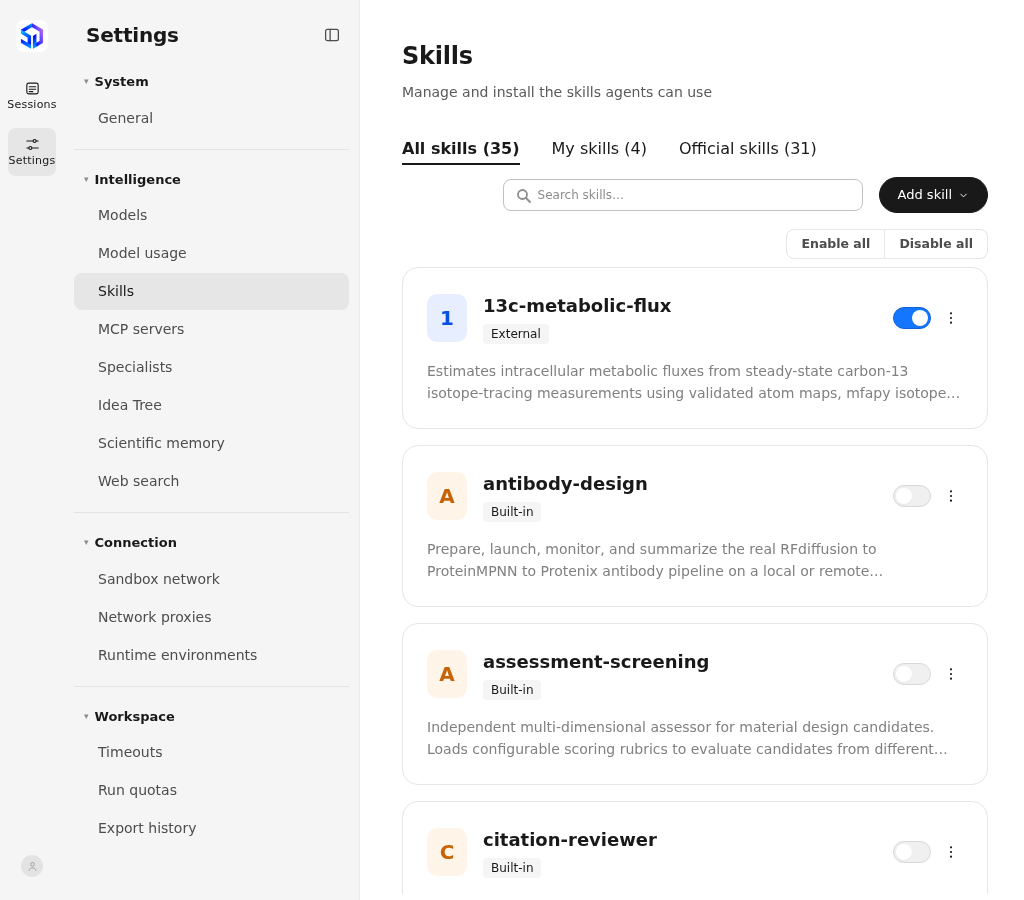 Settings
Sessions
Settings
System
General
Intelligence
Models
Model usage
Skills
MCP servers
Specialists
Idea Tree
Scientific memory
Web search
Connection
Sandbox network
Network proxies
Runtime environments
Workspace
Timeouts
Run quotas
Export history
Skills
Manage and install the skills agents can use
All skills (35) My skills (4) Official skills (31)
Search skills...
Add skill
Enable all Disable all
1
13c-metabolic-flux
External
Estimates intracellular metabolic fluxes from steady-state carbon-13
isotope-tracing measurements using validated atom maps, mfapy isotope...
A
antibody-design
Built-in
Prepare, launch, monitor, and summarize the real RFdiffusion to
ProteinMPNN to Protenix antibody pipeline on a local or remote...
A
assessment-screening
Built-in
Independent multi-dimensional assessor for material design candidates.
Loads configurable scoring rubrics to evaluate candidates from different...
C
citation-reviewer
Built-in